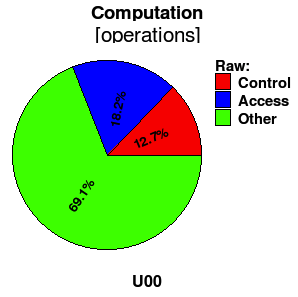 Computation
[operations]
Raw:
Control
Access
Other
18.2%
12.7%
69.1%
U00